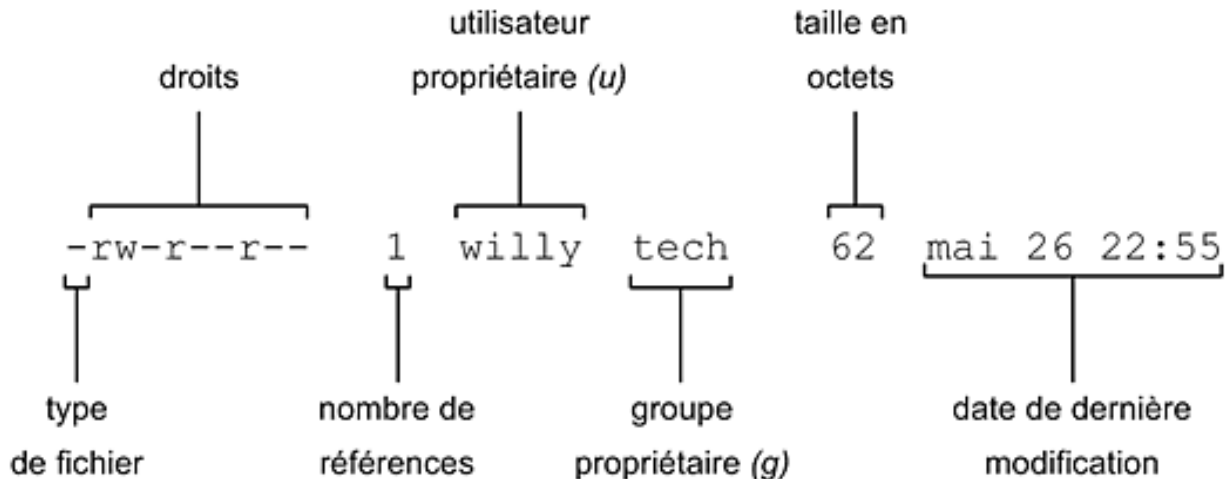 utilisateur taille en
droits propriétaire (u) octets
-rw-r--r-- 1 willy tech 62 mai 26 22:55
type nombre de groupe date de dernière
de fichier références propriétaire (g) modification